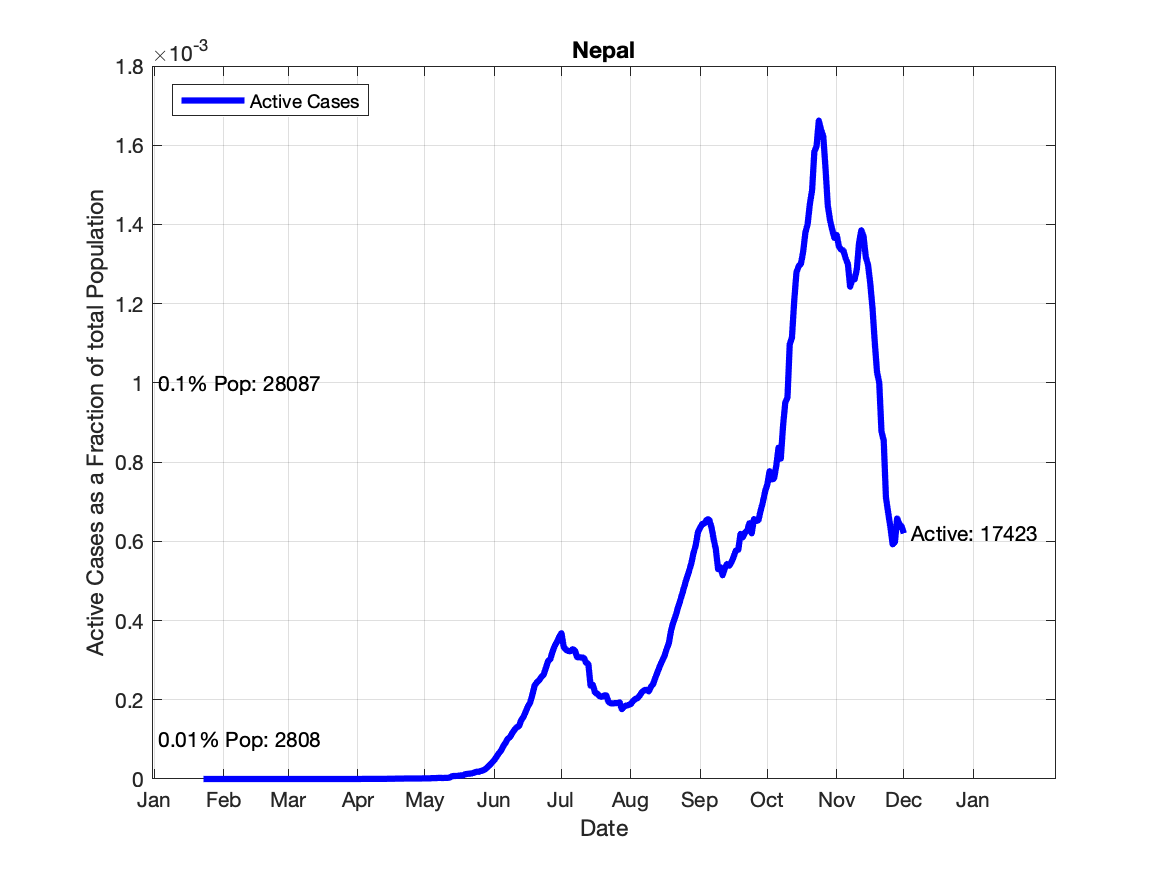 Nepal
×10-3
1.8
1.6
1.4
1.2
1
0.8
0.6
0.4
0.2
0
Active Cases as a Fraction of total Population
Active Cases
0.1% Pop: 28087
0.01% Pop: 2808
Active: 17423
Jan Feb Mar Apr May Jun Jul Aug Sep Oct Nov Dec Jan
Date